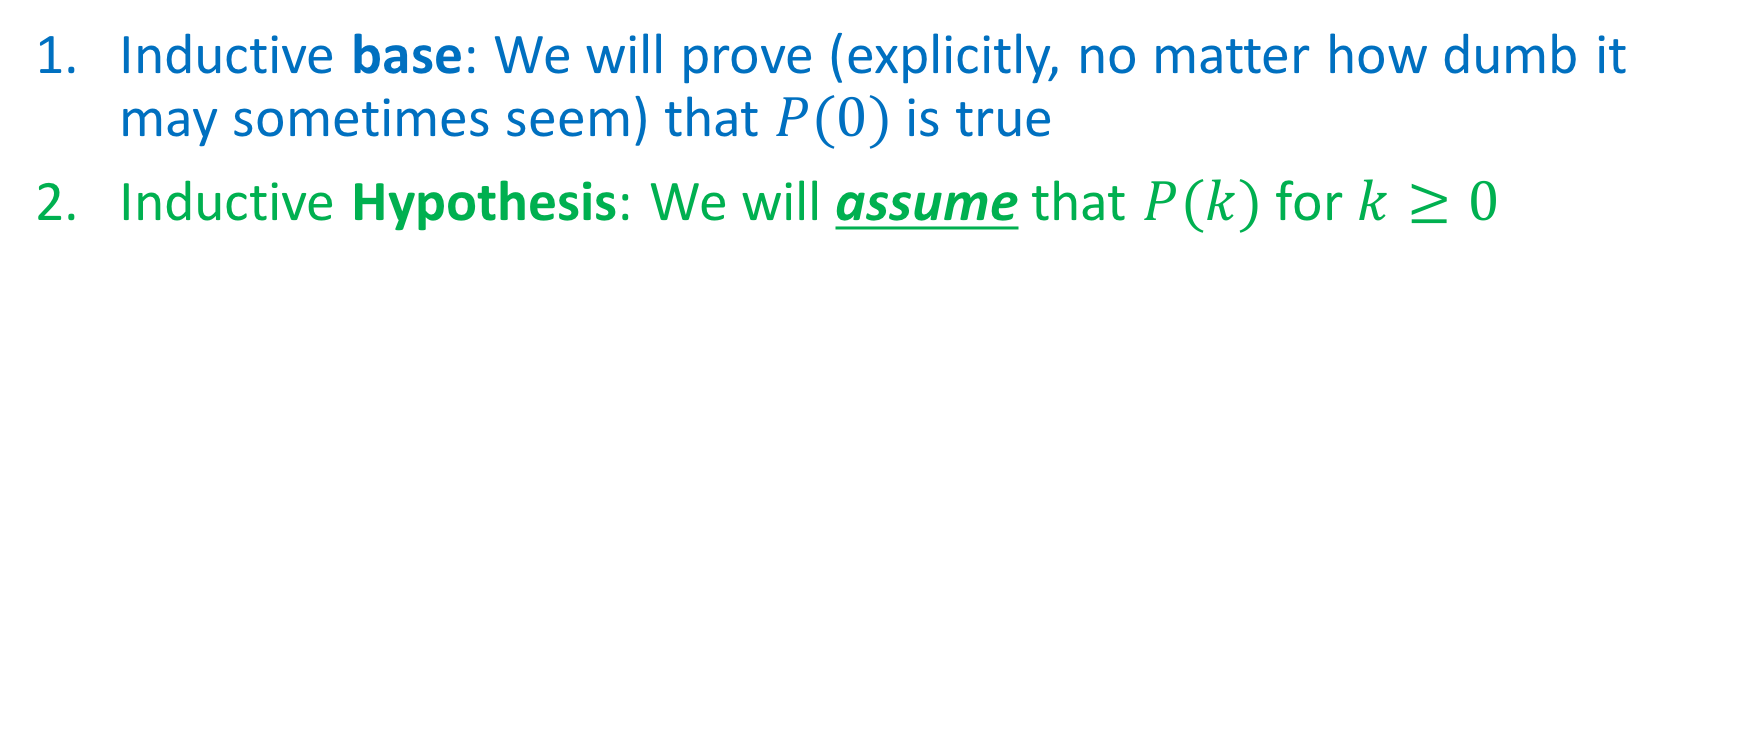 1. Inductive base: We will prove (explicitly, no matter how dumb it
may sometimes seem) that P(0) is true
2. Inductive Hypothesis: We will assume that P(k) for k ≥ 0